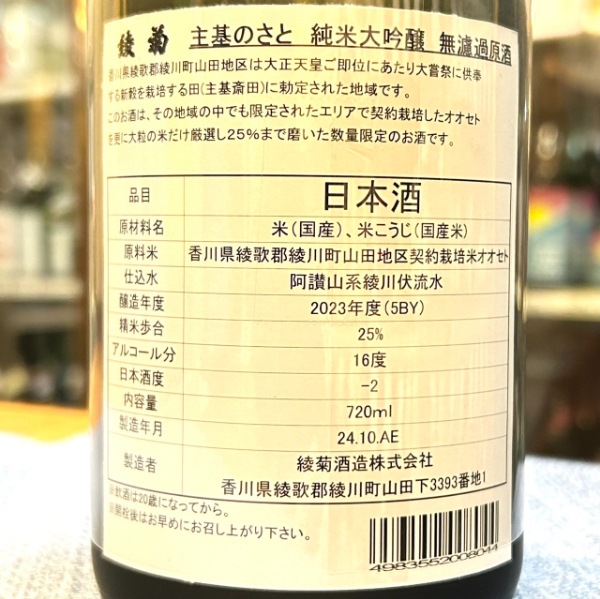 綾菊 主基のさと 純米大吟醸 無濾過原酒
香川県綾歌郡綾川町山田地区は大正天皇ご即位にあたり大嘗祭に供奉
する新穀を栽培する田(主基斎田)に勅定された地域です。
このお酒は、その地域の中でも限定されたエリアで契約栽培したオオセト
を更に大粒の米だけ厳選し25%まで磨いた数量限定のお酒です。
品目 日本酒
原材料名 米(国産)、米こうじ(国産米)
原料米 香川県綾歌郡綾川町山田地区契約栽培米オオセト
仕込水 阿讃山系綾川伏流水
醸造年度 2023年度(5BY)
精米歩合 25%
アルコール分 16度
日本酒度 -2
内容量 720ml
製造年月 24.10.AE
製造者 綾菊酒造株式会社
香川県綾歌郡綾川町山田下3393番地1
※飲酒は20歳になってから。
※開栓後はお早めにお召し上がり下さい。
4983552008044